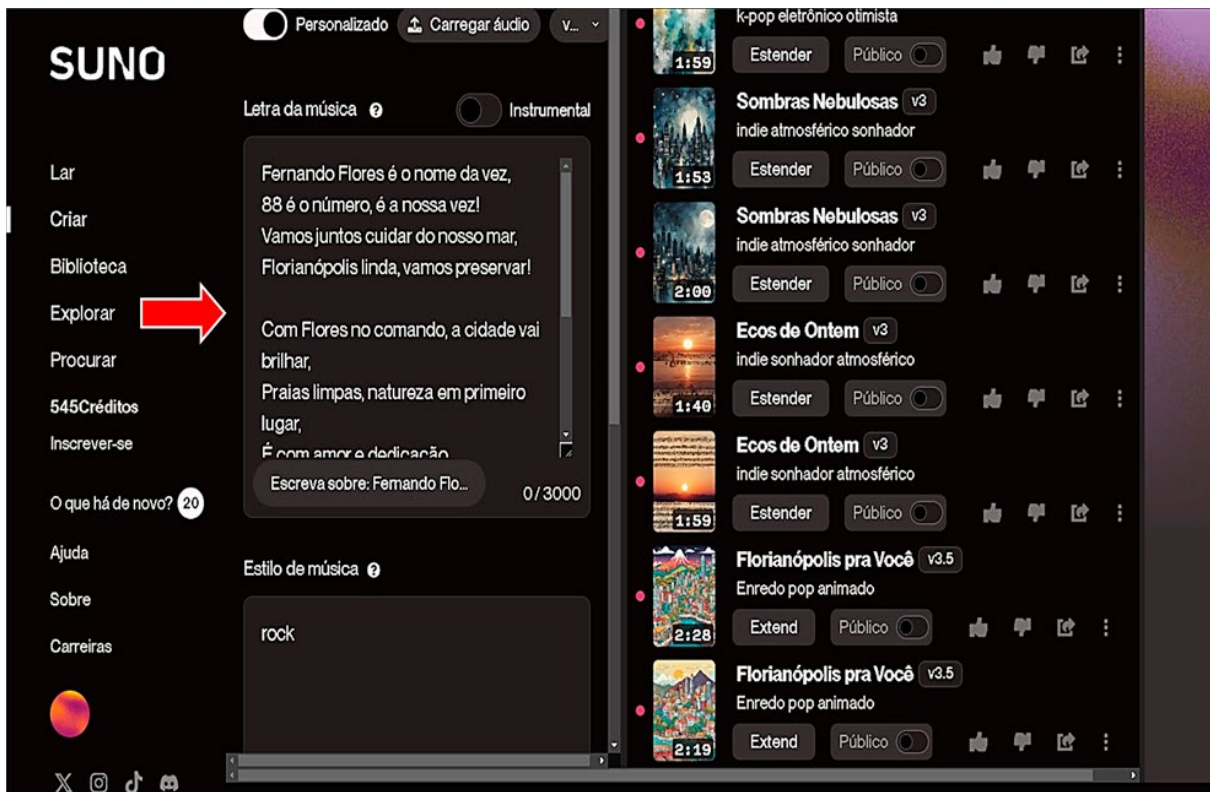 SUNO
Lar
Criar
Biblioteca
Explorar
Procurar
545Créditos
Inscrever-se
O que há de novo? 20
Ajuda
Sobre
Carreiras
Personalizado
Carregar áudio
v...
Letra da música
Instrumental
Fernando Flores é o nome da vez,
88 é o número, é a nossa vez!
Vamos juntos cuidar do nosso mar,
Florianópolis linda, vamos preservar!
Com Flores no comando, a cidade vai
brilhar,
Praias limpas, natureza em primeiro
lugar,
É com amor e dedicação
Escreva sobre: Fernando Flo...
0/3000
Estilo de música
rock
k-pop eletrônico otimista
1:59
Estender Público
Sombras Nebulosas v3
indie atmosférico sonhador
1:53
Estender Público
Sombras Nebulosas v3
indie atmosférico sonhador
2:00
Estender Público
Ecos de Ontem v3
indie sonhador atmosférico
1:40
Estender Público
Ecos de Ontem v3
indie sonhador atmosférico
1:59
Estender Público
Florianópolis pra Você v3.5
Enredo pop animado
2:28
Extend Público
Florianópolis pra Você v3.5
Enredo pop animado
2:19
Extend Público